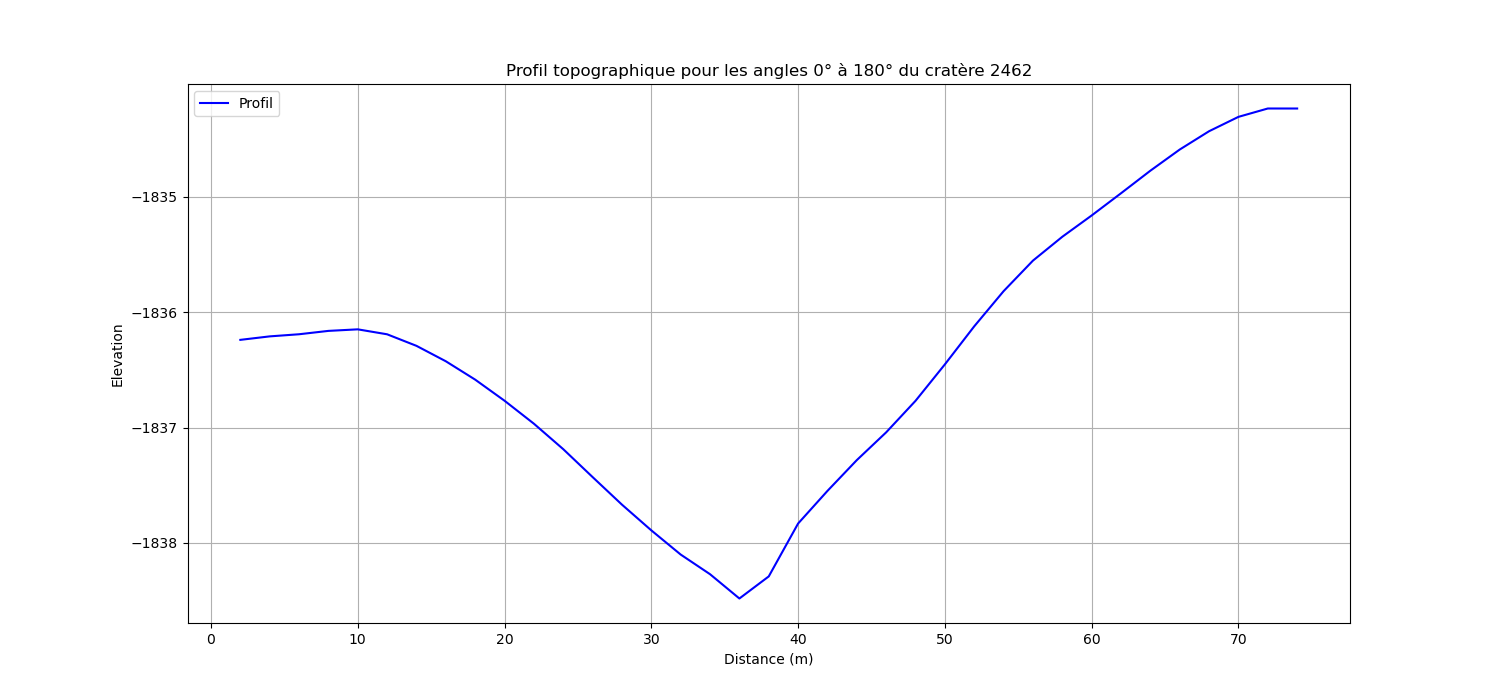 Profil topographique pour les angles 0° à 180° du cratère 2462
Profil
−1835
−1836
−1837
−1838
Elevation
0 10 20 30 40 50 60 70
Distance (m)